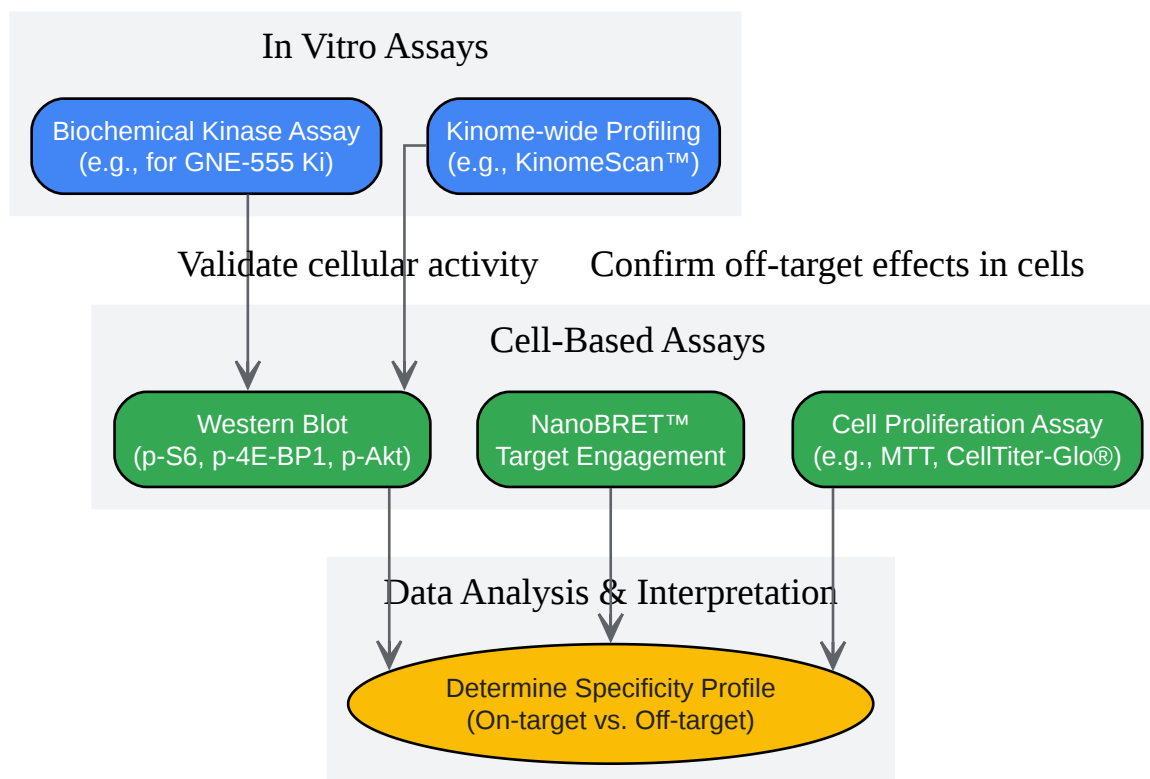 In Vitro Assays
Biochemical Kinase Assay
(e.g., for GNE-555 Ki)
Kinome-wide Profiling
(e.g., KinomeScan™)
Validate cellular activity
Confirm off-target effects in cells
Cell-Based Assays
Western Blot
(p-S6, p-4E-BP1, p-Akt)
NanoBRET™
Target Engagement
Cell Proliferation Assay
(e.g., MTT, CellTiter-Glo®)
Data Analysis & Interpretation
Determine Specificity Profile
(On-target vs. Off-target)